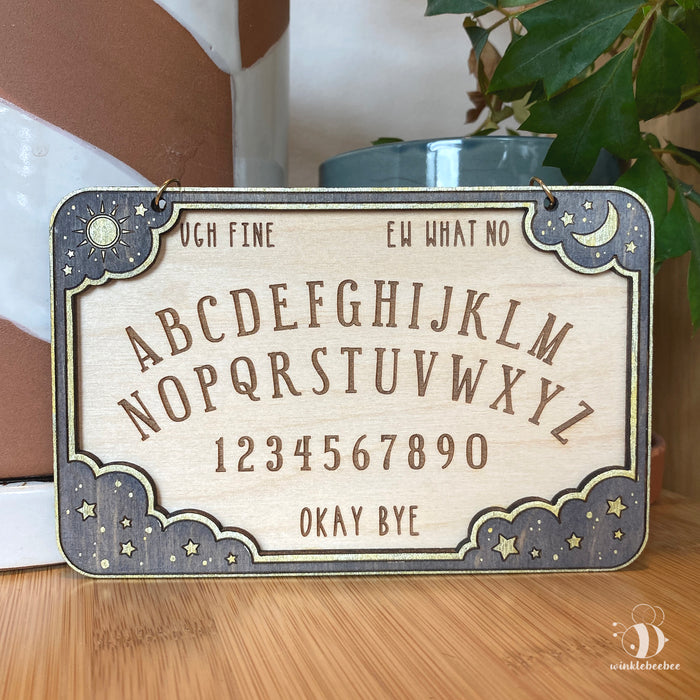 UGH FINE EW WHAT NO
ABCDEFGHIJKLM
NOPQRSTUVWXYZ
1234567890
OKAY BYE
winklebeebee